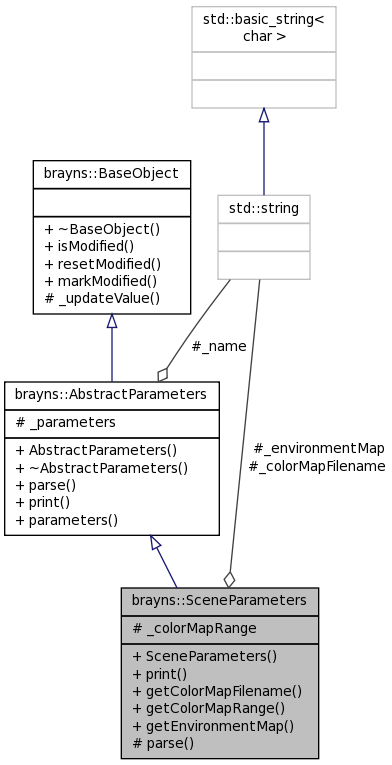 std::basic_string<
char >
brayns::BaseObject
+ ~BaseObject()
+ isModified()
+ resetModified()
+ markModified()
# _updateValue()
std::string
#_name
brayns::AbstractParameters
# _parameters
+ AbstractParameters()
+ ~AbstractParameters()
+ parse()
+ print()
+ parameters()
#_environmentMap
#_colorMapFilename
brayns::SceneParameters
# _colorMapRange
+ SceneParameters()
+ print()
+ getColorMapFilename()
+ getColorMapRange()
+ getEnvironmentMap()
# parse()